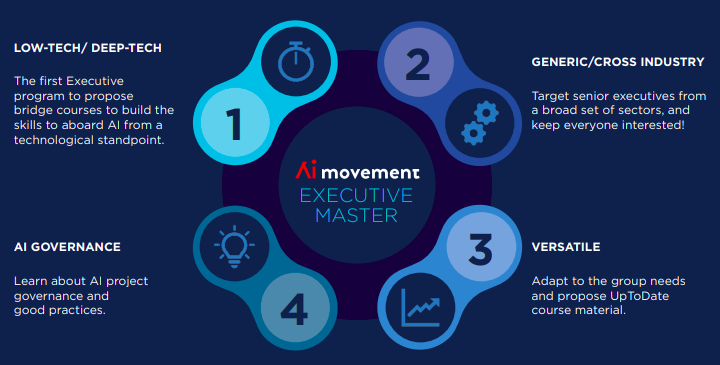 LOW-TECH/ DEEP-TECH
The first Executive
program to propose
bridge courses to build the
skills to aboard AI from a
technological standpoint.
1
2
GENERIC/CROSS INDUSTRY
Target senior executives from
a broad set of sectors, and
keep everyone interested!
Ai movement
EXECUTIVE
MASTER
AI GOVERNANCE
Learn about AI project
governance and
good practices.
4
3
VERSATILE
Adapt to the group needs
and propose UpToDate
course material.